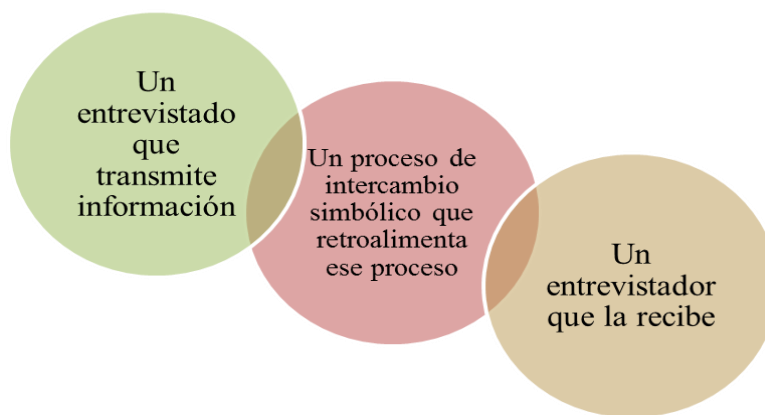 Un
entrevistado
que
transmite
información
Un proceso de
intercambio
simbólico que
retroalimenta
ese proceso
Un
entrevistador
que la recibe